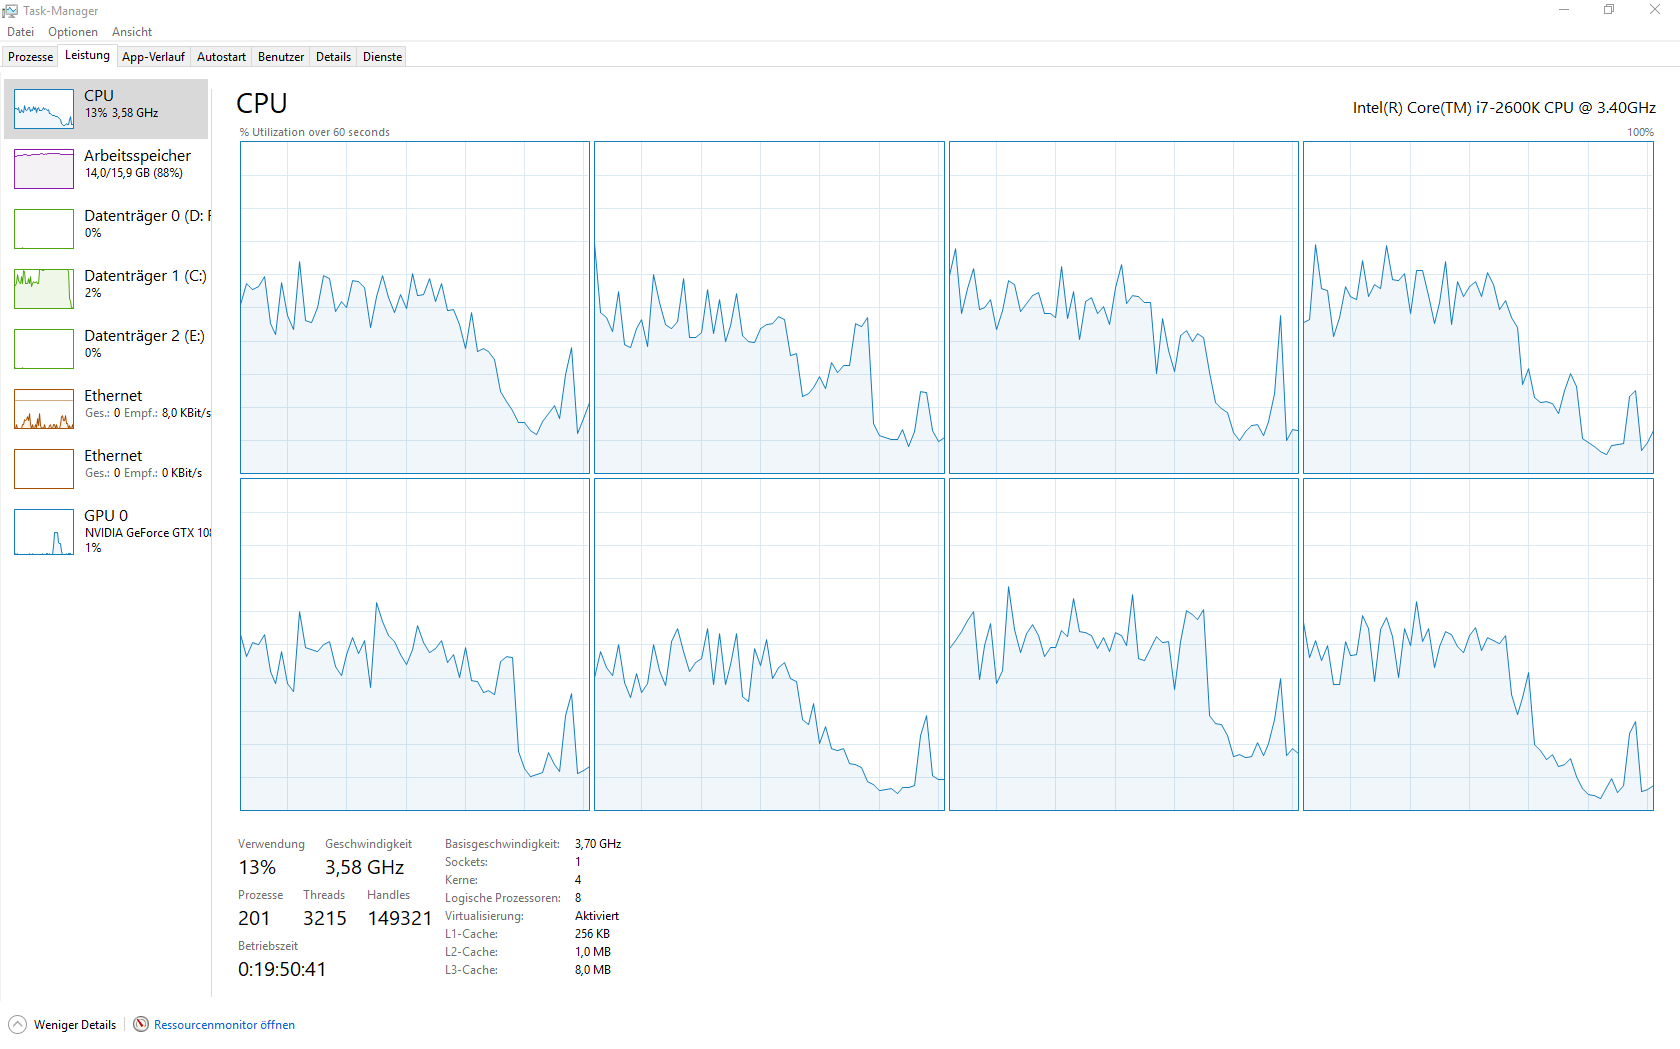 Task-Manager
Datei Optionen Ansicht
Prozesse Leistung App-Verlauf Autostart Benutzer Details Dienste
CPU
13% 3,58 GHz
Arbeitsspeicher
14,0/15,9 GB (88%)
Datenträger 0 (D: F
0%
Datenträger 1 (C:)
2%
Datenträger 2 (E:)
0%
Ethernet
Ges.: 0 Empf.: 8,0 KBit/s
Ethernet
Ges.: 0 Empf.: 0 KBit/s
GPU 0
NVIDIA GeForce GTX 108
1%
CPU
Intel(R) Core(TM) i7-2600K CPU @ 3.40GHz
% Utilization over 60 seconds
100%
Verwendung Geschwindigkeit
13% 3,58 GHz
Prozesse Threads Handles
201 3215 149321
Betriebszeit
0:19:50:41
Basisgeschwindigkeit: 3,70 GHz
Sockets: 1
Kerne: 4
Logische Prozessoren: 8
Virtualisierung: Aktiviert
L1-Cache: 256 KB
L2-Cache: 1,0 MB
L3-Cache: 8,0 MB
Weniger Details
Ressourcenmonitor öffnen